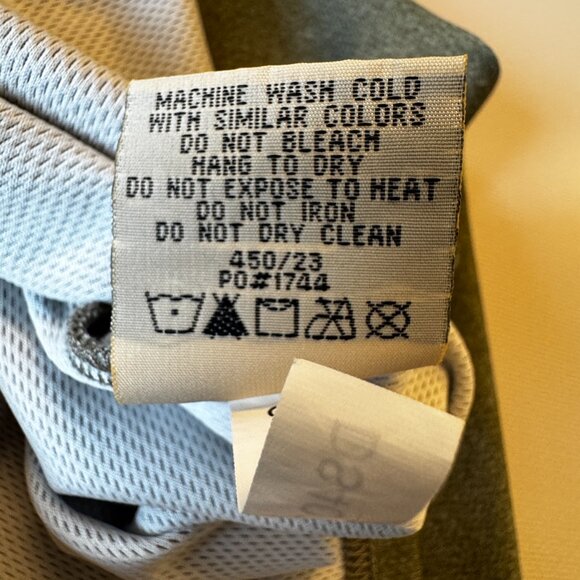 MACHINE WASH COLD
WITH SIMILAR COLORS
DO NOT BLEACH
HANG TO DRY
DO NOT EXPOSE TO HEAT
DO NOT IRON
DO NOT DRY CLEAN
450/23
PO#1744